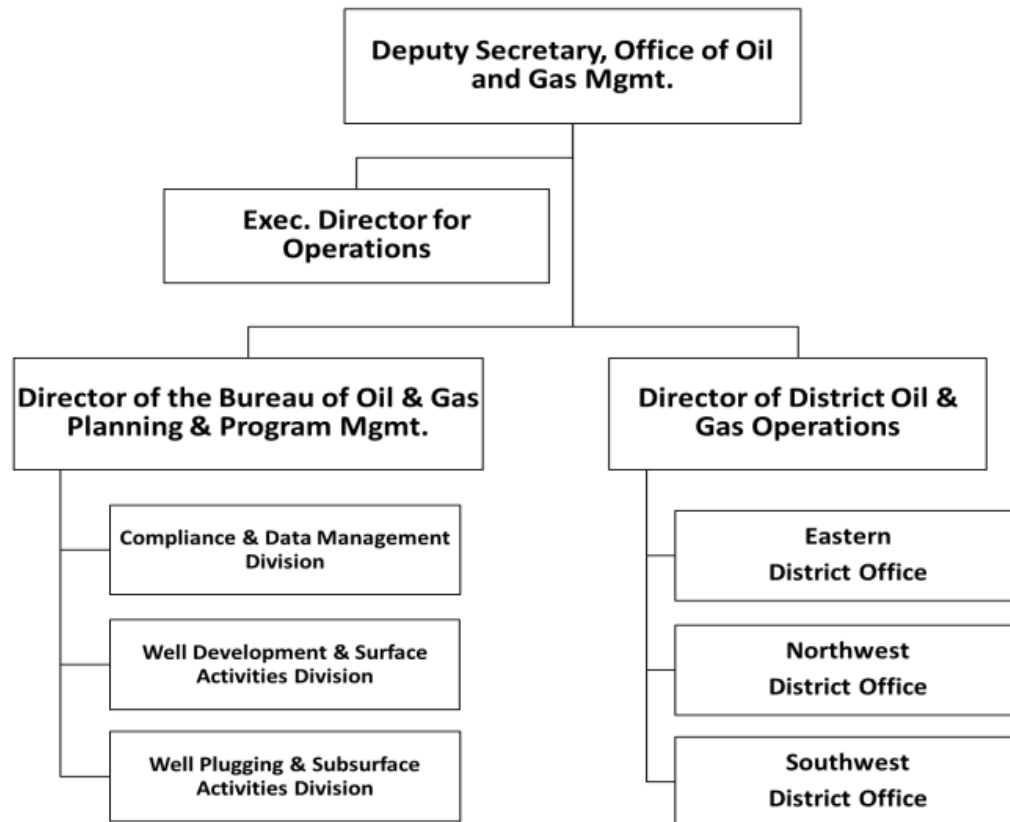 Deputy Secretary, Office of Oil
and Gas Mgmt.
Exec. Director for
Operations
Director of the Bureau of Oil & Gas
Planning & Program Mgmt.
Compliance & Data Management
Division
Well Development & Surface
Activities Division
Well Plugging & Subsurface
Activities Division
Director of District Oil &
Gas Operations
Eastern
District Office
Northwest
District Office
Southwest
District Office